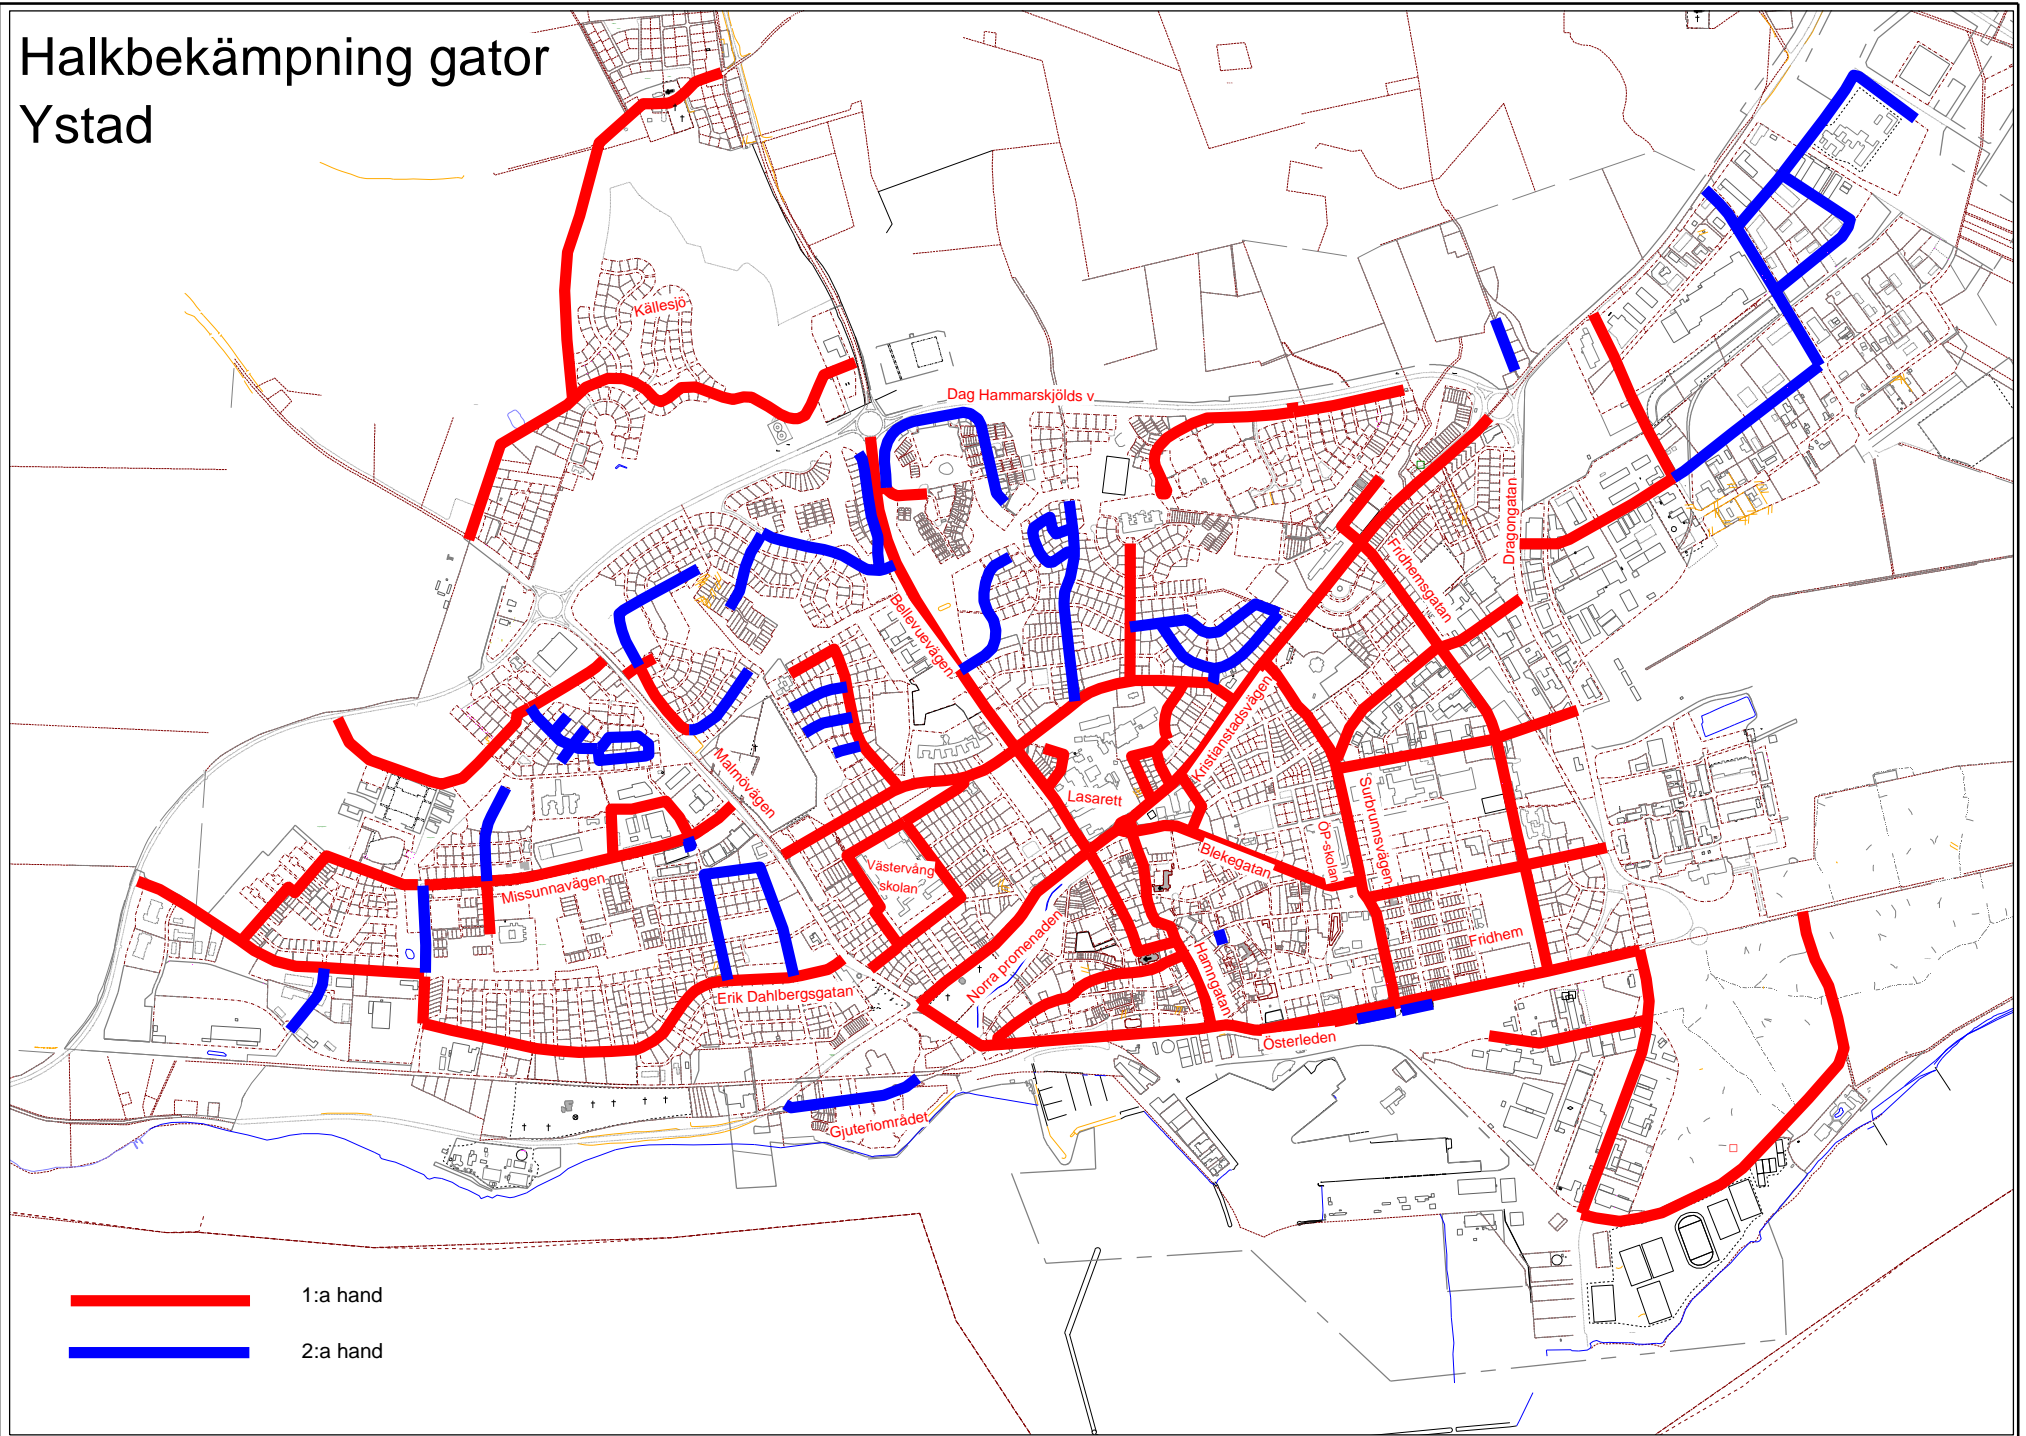 Halkbekämpning gator
Ystad
Källesjö
Dag Hammarskjölds v
Dragongatan
Fridhemsgatan
Bellevuevägen
Kristianstadsvägen
Malmövägen
Lasarett
Surbrunnsvägen
ÖP-skolan
Blekegatan
Västervång
skolan
Missunnavägen
Norra promenaden
Hamngatan
Fridhem
Erik Dahlbergsgatan
Österleden
Gjuteriområdet
1:a hand
2:a hand